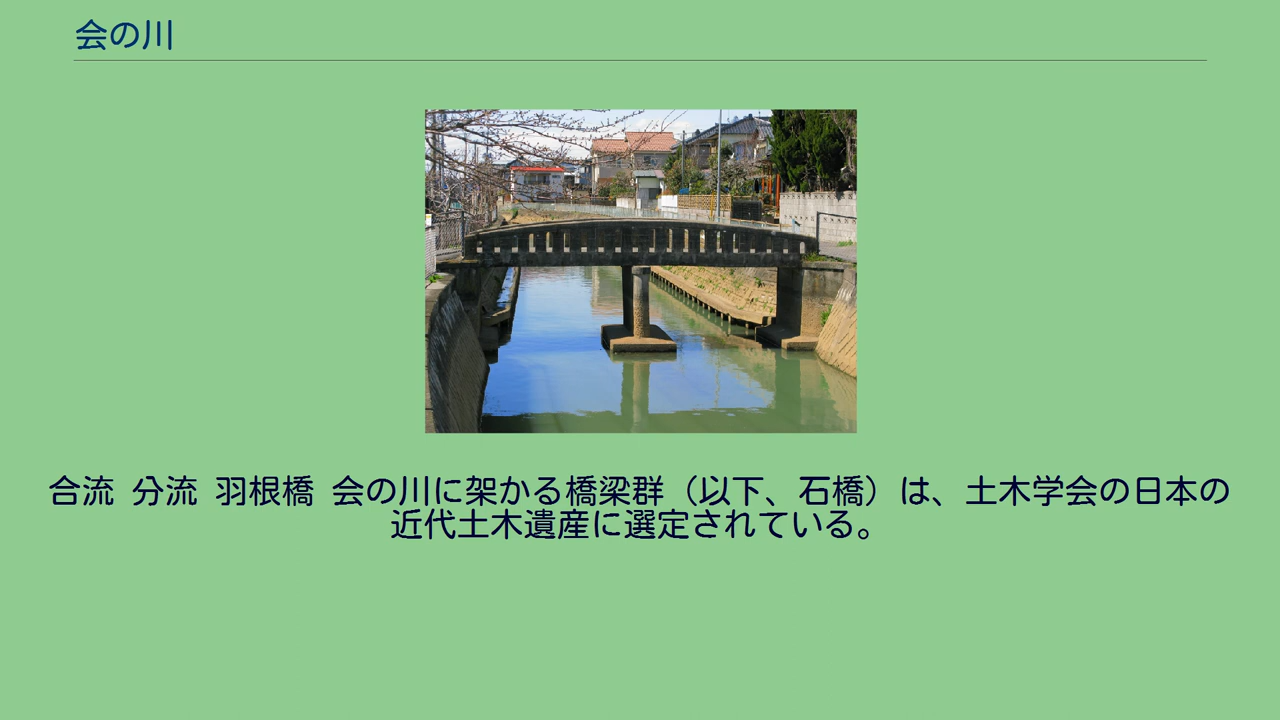 会の川
合流 分流 羽根橋 会の川に架かる橋梁群（以下、石橋）は、土木学会の日本の
近代土木遺産に選定されている。